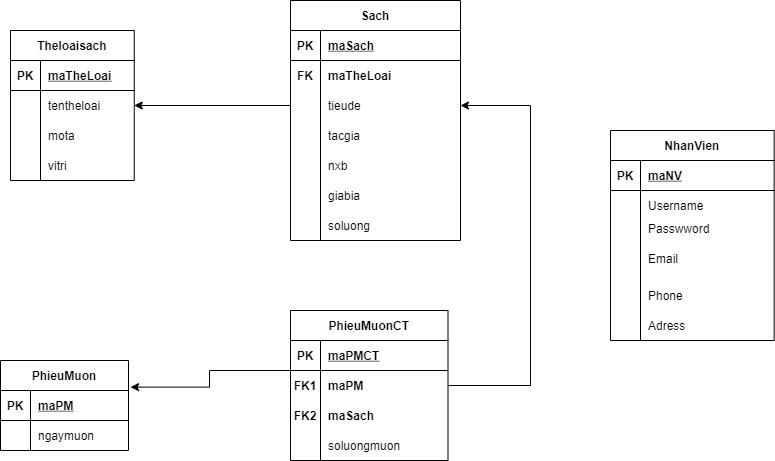 Theloaisach
PK maTheLoai
tentheloai
mota
vitri
Sach
PK maSach
FK maTheLoai
tieude
tacgia
nxb
giabia
soluong
NhanVien
PK maNV
Username
Passwword
Email
Phone
Adress
PhieuMuon
PK maPM
ngaymuon
PhieuMuonCT
PK maPMCT
FK1 maPM
FK2 maSach
soluongmuon